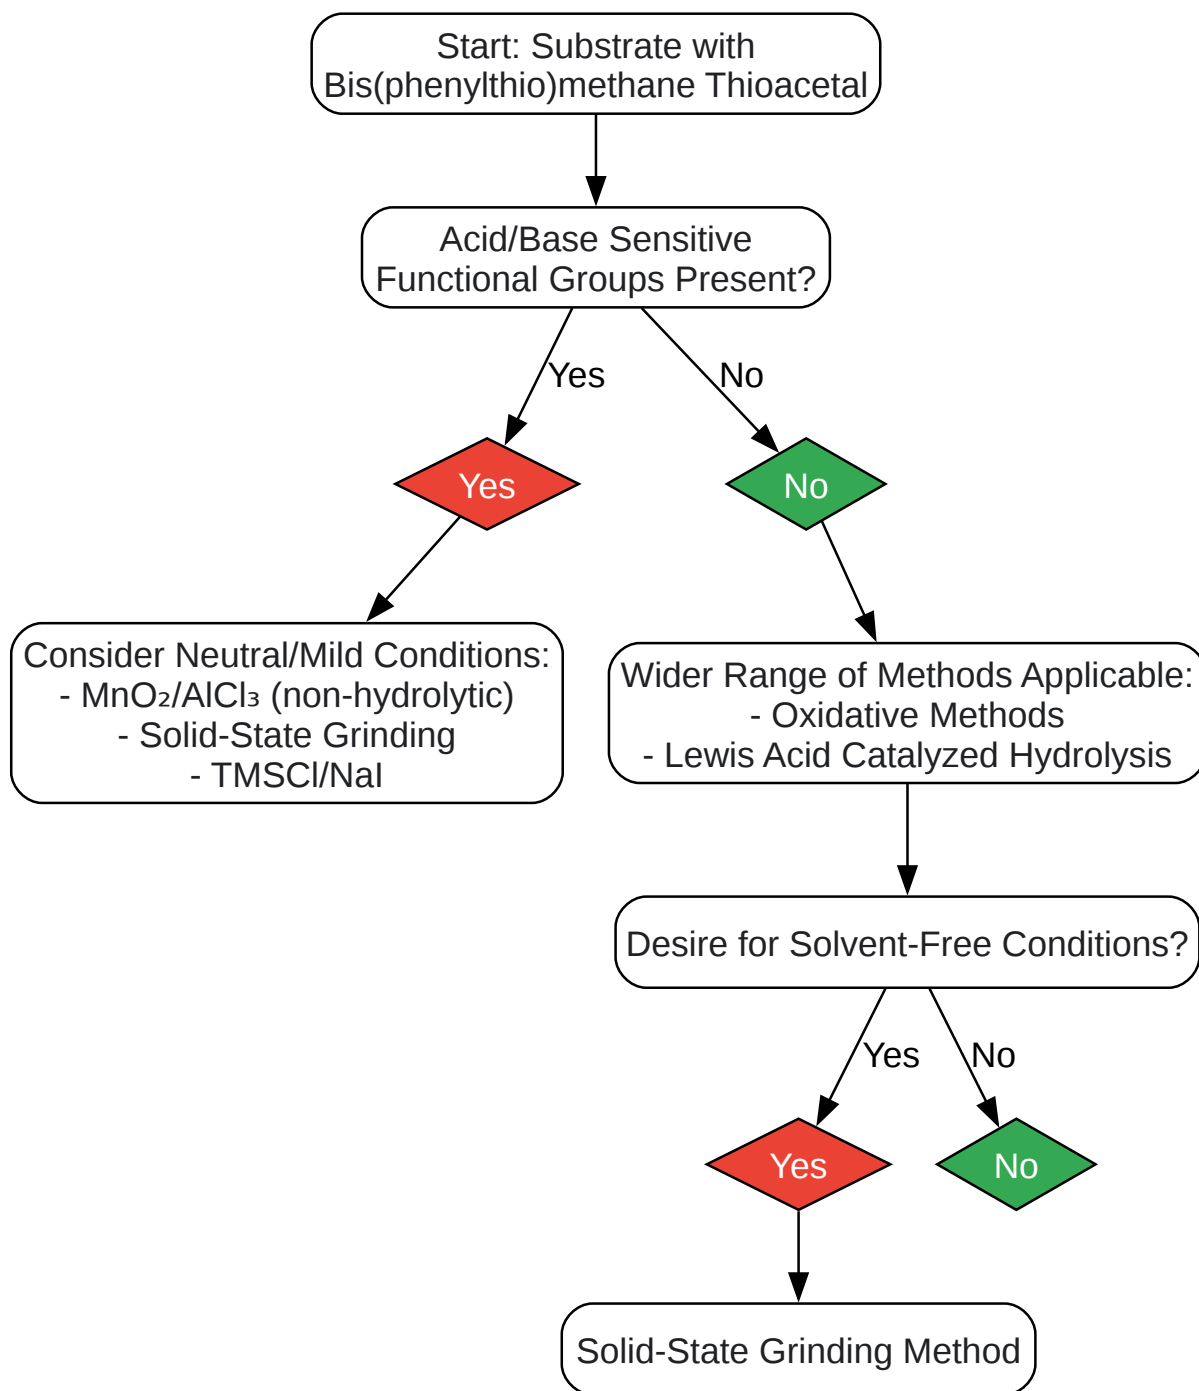 Start: Substrate with
Bis(phenylthio)methane Thioacetal
Acid/Base Sensitive
Functional Groups Present?
Yes
No
Yes
No
Consider Neutral/Mild Conditions:
- MnO₂/AlCl₃ (non-hydrolytic)
- Solid-State Grinding
- TMSCl/NaI
Wider Range of Methods Applicable:
- Oxidative Methods
- Lewis Acid Catalyzed Hydrolysis
Desire for Solvent-Free Conditions?
Yes
No
Yes
No
Solid-State Grinding Method